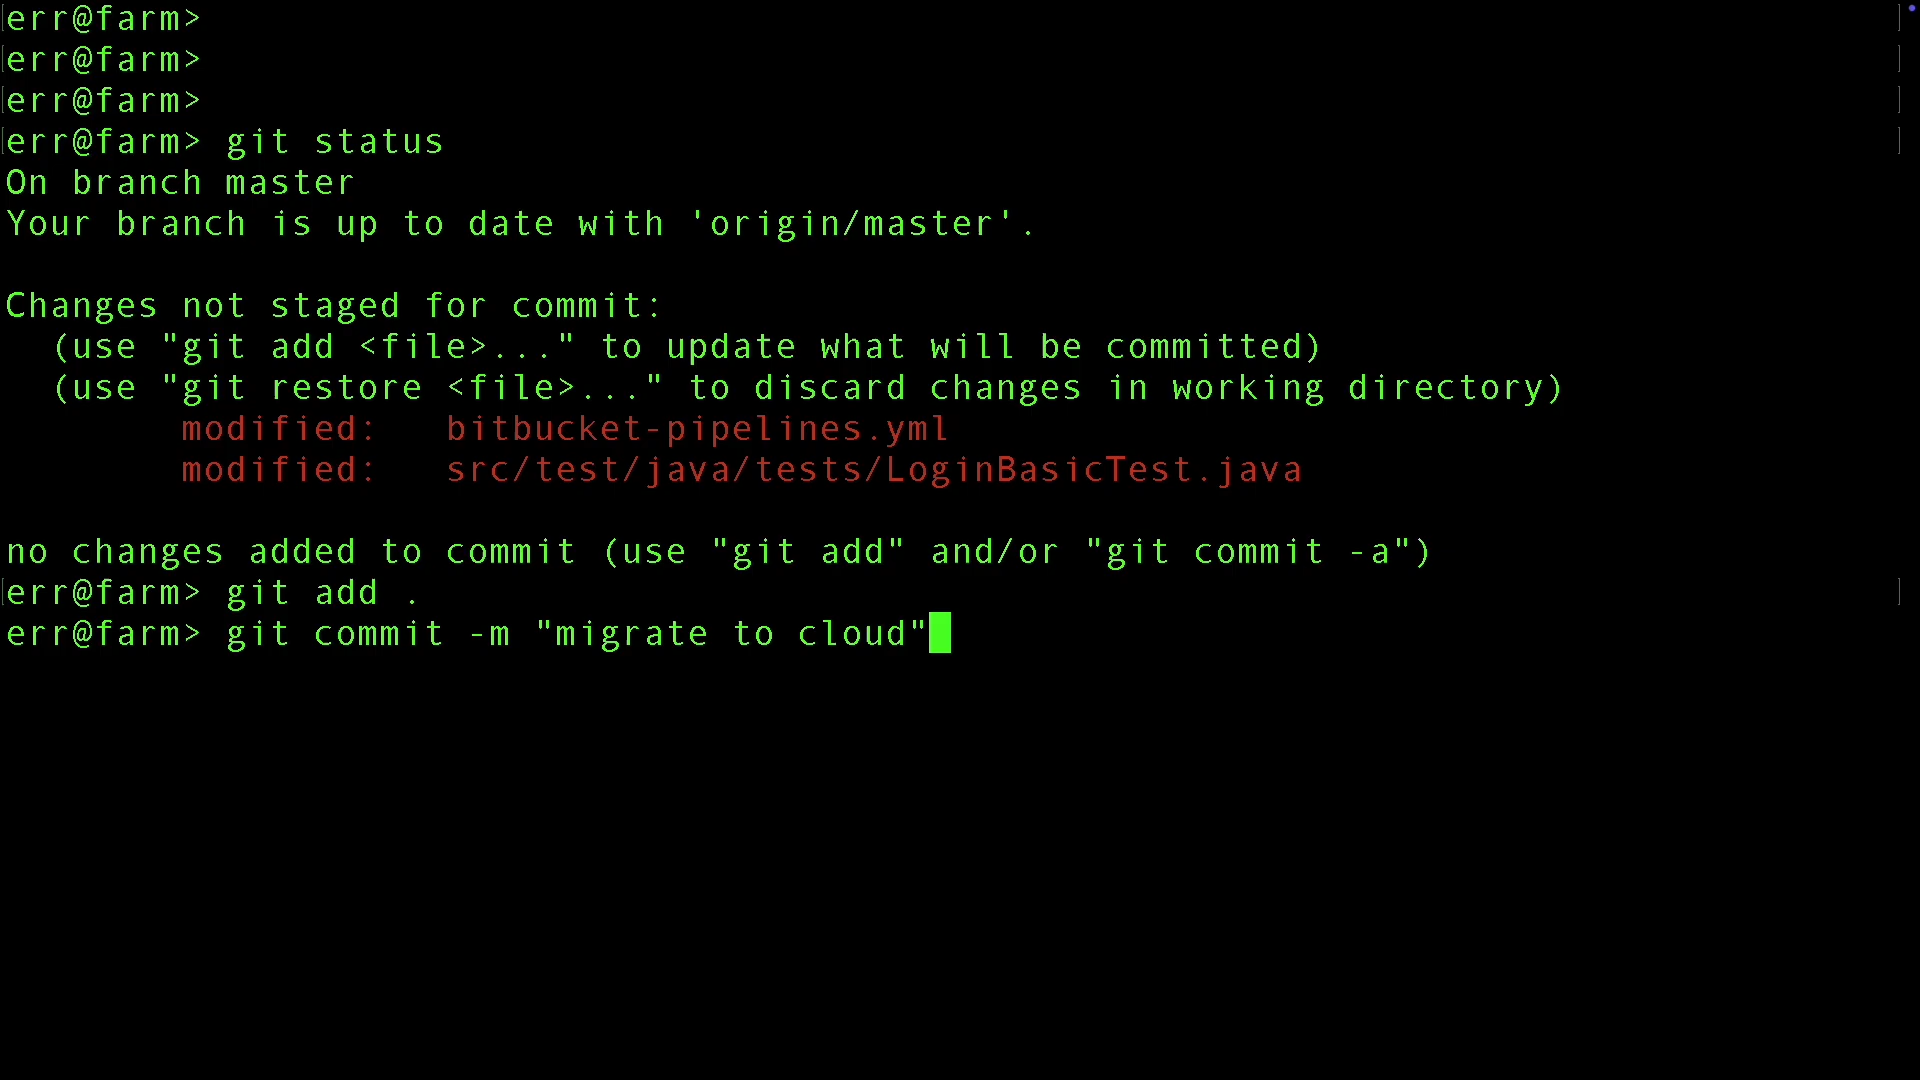 err@farm>
err@farm>
err@farm>
err@farm> git status
On branch master
Your branch is up to date with 'origin/master'.
Changes not staged for commit:
  (use "git add <file>..." to update what will be committed)
  (use "git restore <file>..." to discard changes in working directory)
        modified:   bitbucket-pipelines.yml
        modified:   src/test/java/tests/LoginBasicTest.java
no changes added to commit (use "git add" and/or "git commit -a")
err@farm> git add .
err@farm> git commit -m "migrate to cloud"